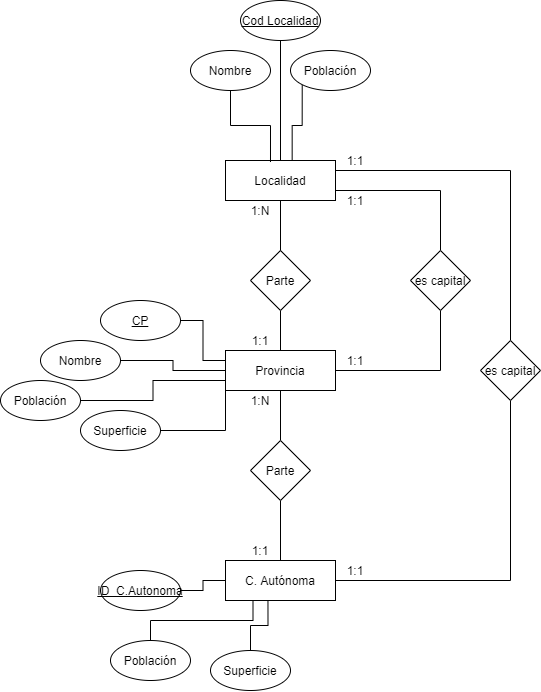 Cod Localidad
Nombre
Población
1:1
Localidad
1:1
1:N
Parte
es capital
CP
1:1
Nombre
1:1
Provincia
es capital
Población
1:N
Superficie
Parte
1:1
1:1
C. Autónoma
ID_C.Autonoma
Población
Superficie